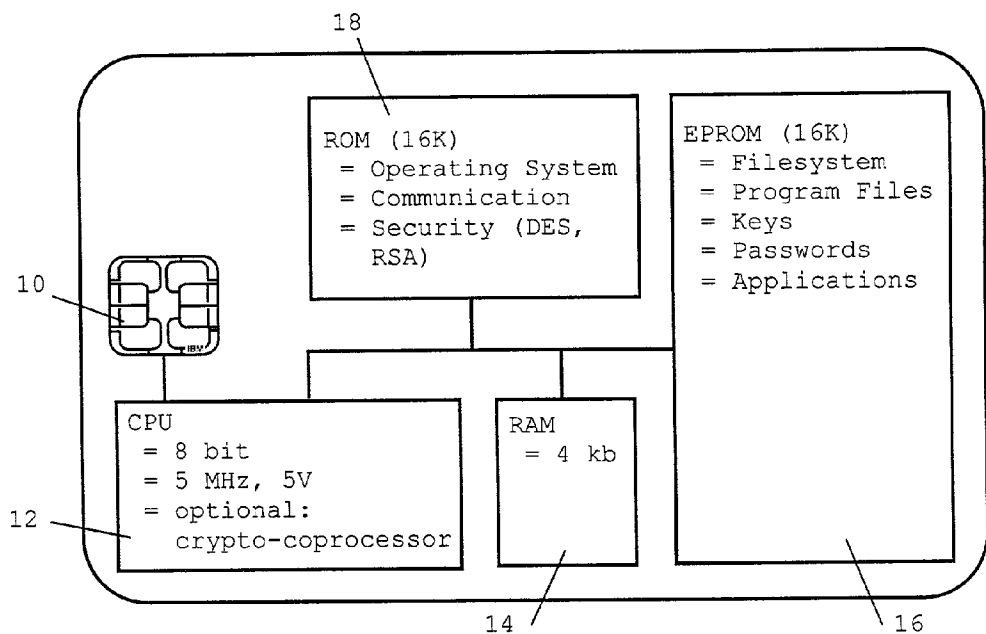 18
ROM (16K)
= Operating System
= Communication
= Security (DES,
RSA)
EPROM (16K)
= Filesystem
= Program Files
= Keys
= Passwords
= Applications
10
IBM
CPU
= 8 bit
= 5 MHz, 5V
= optional:
crypto-coprocessor
12
RAM
= 4 kb
14
16